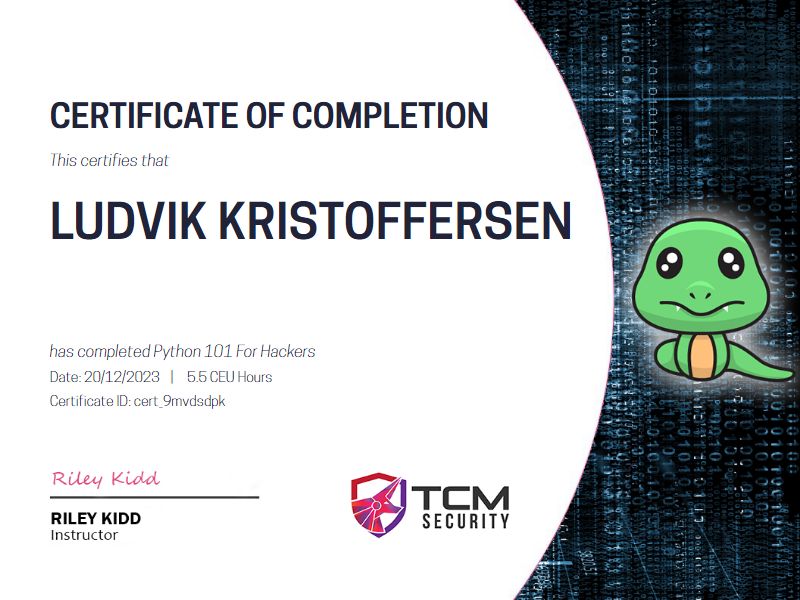 CERTIFICATE OF COMPLETION
This certifies that
LUDVIK KRISTOFFERSEN
has completed Python 101 For Hackers
Date: 20/12/2023 | 5.5 CEU Hours
Certificate ID: cert_9mvdsdpk
Riley Kidd
RILEY KIDD
Instructor
TCM
SECURITY